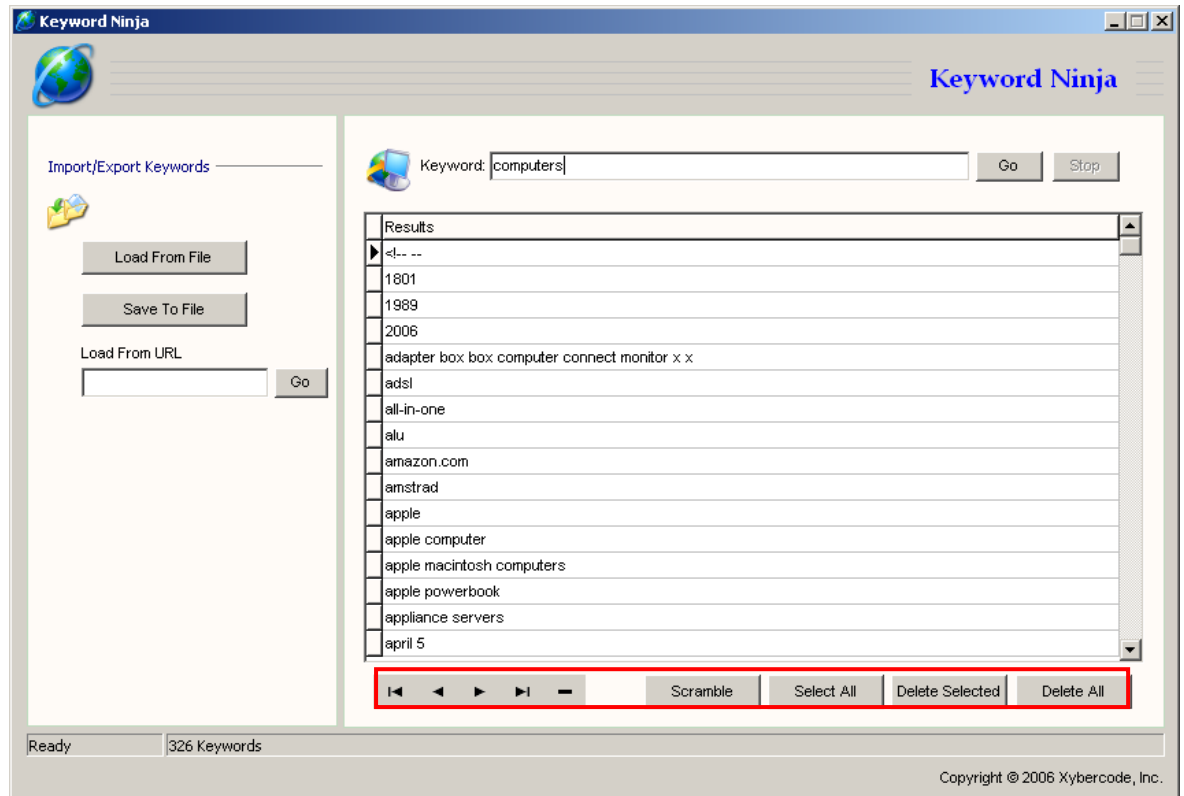 Keyword Ninja
Keyword Ninja
Import/Export Keywords
Load From File
Save To File
Load From URL
Go
Keyword: computers
Go
Stop
Results
<!-- --
1801
1989
2006
adapter box box computer connect monitor x x
adsl
all-in-one
alu
amazon.com
amstrad
apple
apple computer
apple macintosh computers
apple powerbook
appliance servers
april 5
Scramble
Select All
Delete Selected
Delete All
Ready
326 Keywords
Copyright © 2006 Xybercode, Inc.